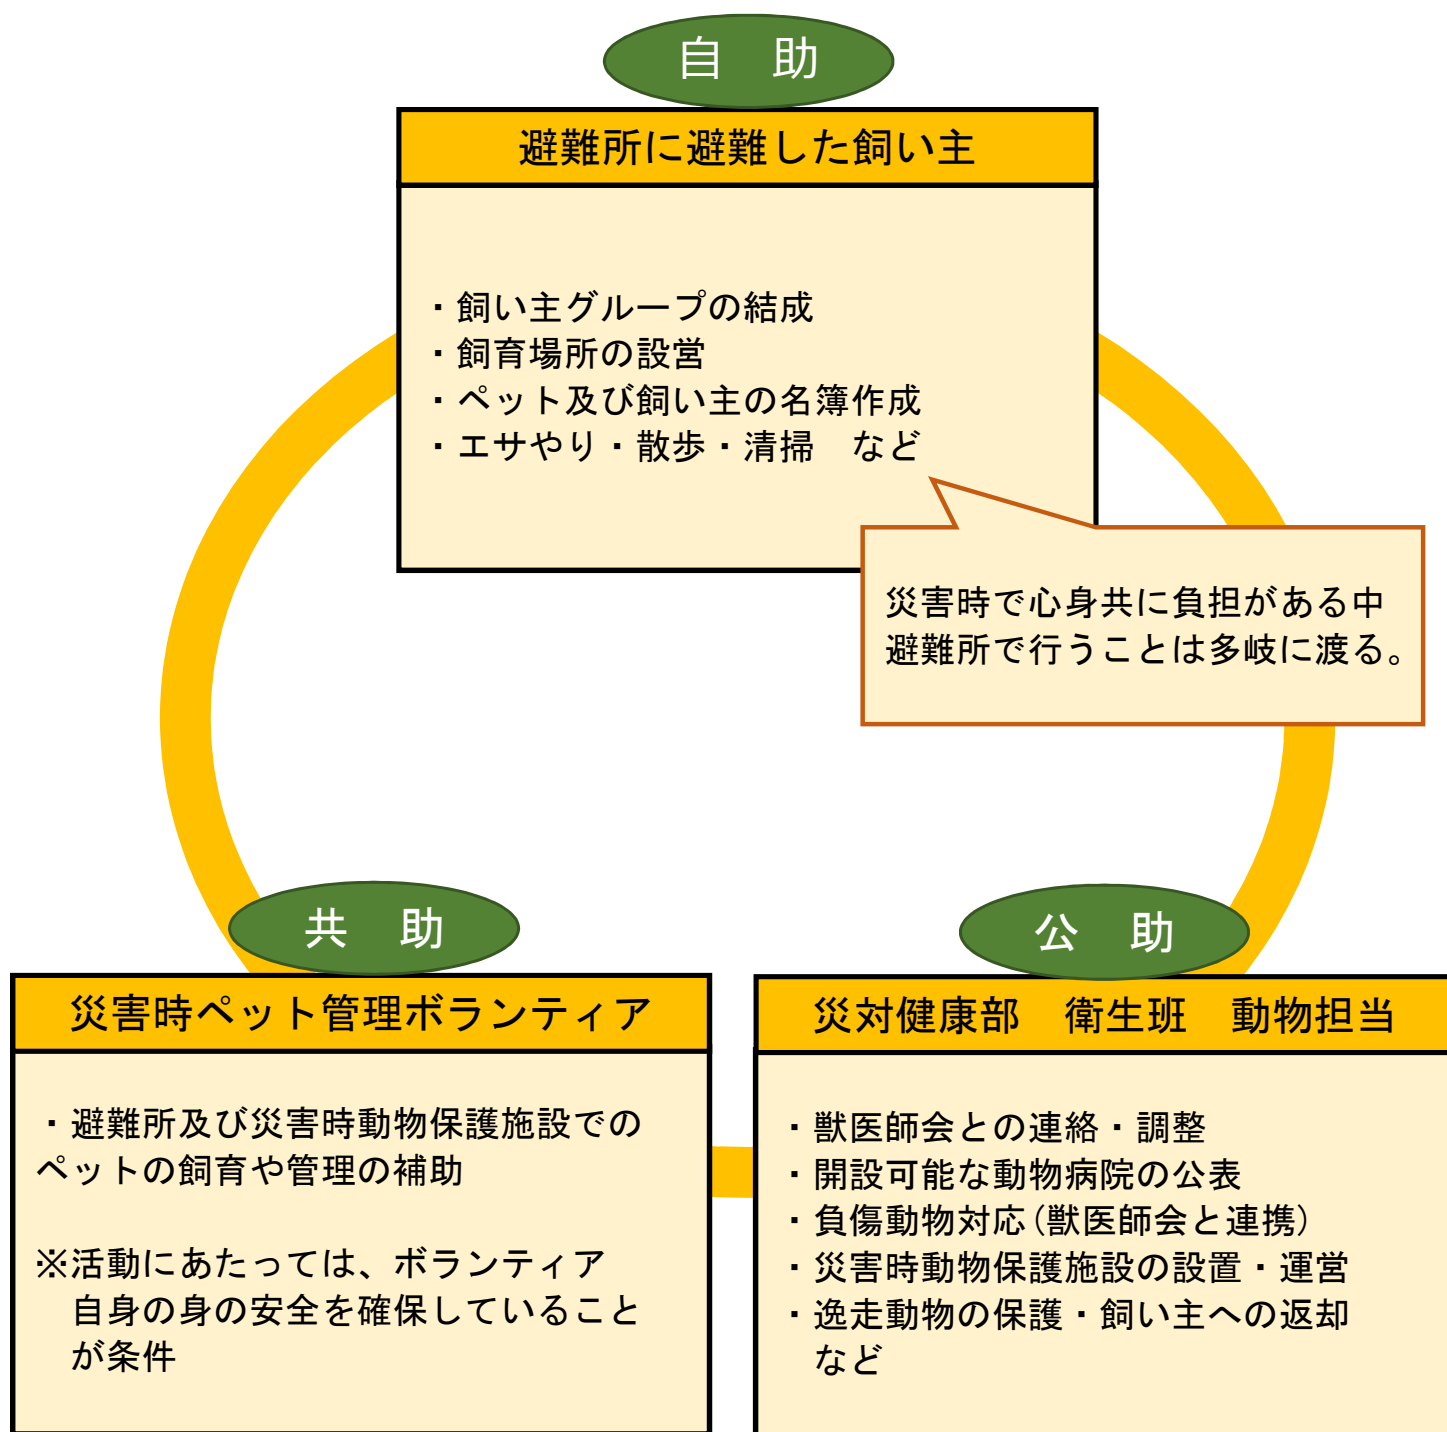 自　助
避難所に避難した飼い主
・飼い主グループの結成
・飼育場所の設営
・ペット及び飼い主の名簿作成
・エサやり・散歩・清掃　など
災害時で心身共に負担がある中
避難所で行うことは多岐に渡る。
共　助
災害時ペット管理ボランティア
・避難所及び災害時動物保護施設での
ペットの飼育や管理の補助
※活動にあたっては、ボランティア
自身の身の安全を確保していること
が条件
公　助
災対健康部　衛生班　動物担当
・獣医師会との連絡・調整
・開設可能な動物病院の公表
・負傷動物対応(獣医師会と連携)
・災害時動物保護施設の設置・運営
・逸走動物の保護・飼い主への返却
など